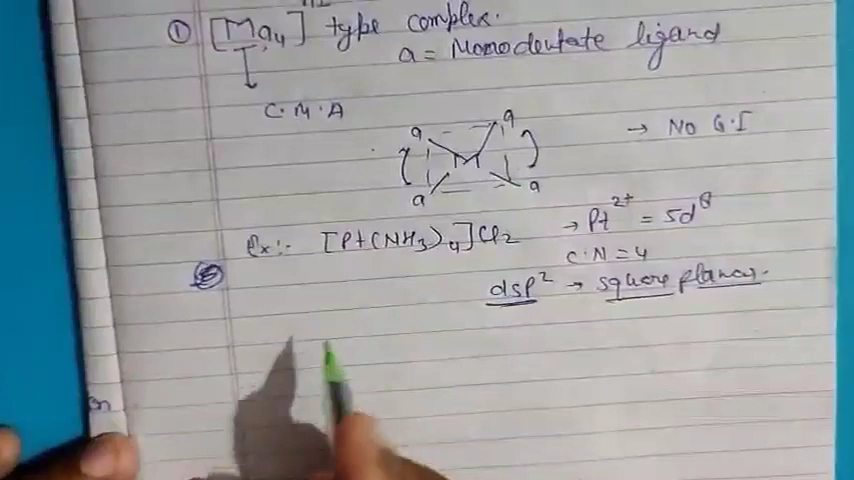 ① [Ma4] type complex.
a = Monodentate ligand
C.M.A
a a
M → No G.I
a a
Ex:- [Pt(NH3)4]Cl2 → Pt2+ = 5d8
C.N = 4
dsp2 → square planar.